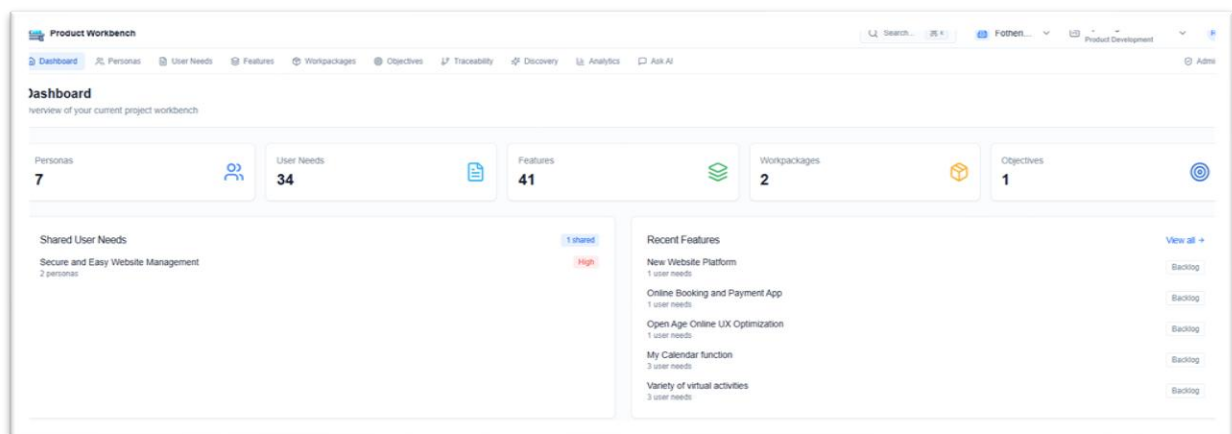 Product Workbench
Search... ⌘ K
Fothen...
Product Development
Dashboard Personas User Needs Features Workpackages Objectives Traceability Discovery Analytics Ask AI
Admi
Dashboard
verview of your current project workbench
Personas
7
User Needs
34
Features
41
Workpackages
2
Objectives
1
Shared User Needs
1 shared
Secure and Easy Website Management
High
2 personas
Recent Features
View all →
New Website Platform
1 user needs
Backlog
Online Booking and Payment App
1 user needs
Backlog
Open Age Online UX Optimization
1 user needs
Backlog
My Calendar function
3 user needs
Backlog
Variety of virtual activities
3 user needs
Backlog